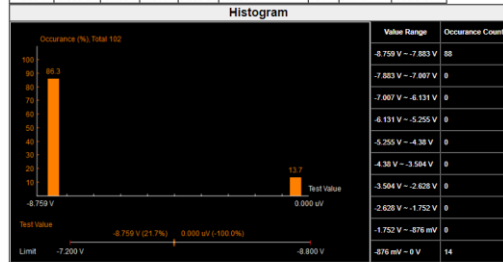 Histogram
Occurance (%) Total 102
100
90
80
70
60
50
40
30
20
10
86.3
13.7
Test Value
-8.759 V
0.000 uV
Test Value
-8.759 V (21.7%)
0.000 uV (-100.0%)
Limit
-7.200 V
-8.800 V
Value Range Occurance Count
-8.759 V ~ -7.883 V 88
-7.883 V ~ -7.007 V 0
-7.007 V ~ -6.131 V 0
-6.131 V ~ -5.255 V 0
-5.255 V ~ -4.38 V 0
-4.38 V ~ -3.504 V 0
-3.504 V ~ -2.628 V 0
-2.628 V ~ -1.752 V 0
-1.752 V ~ -876 mV 0
-876 mV ~ 0 V 14